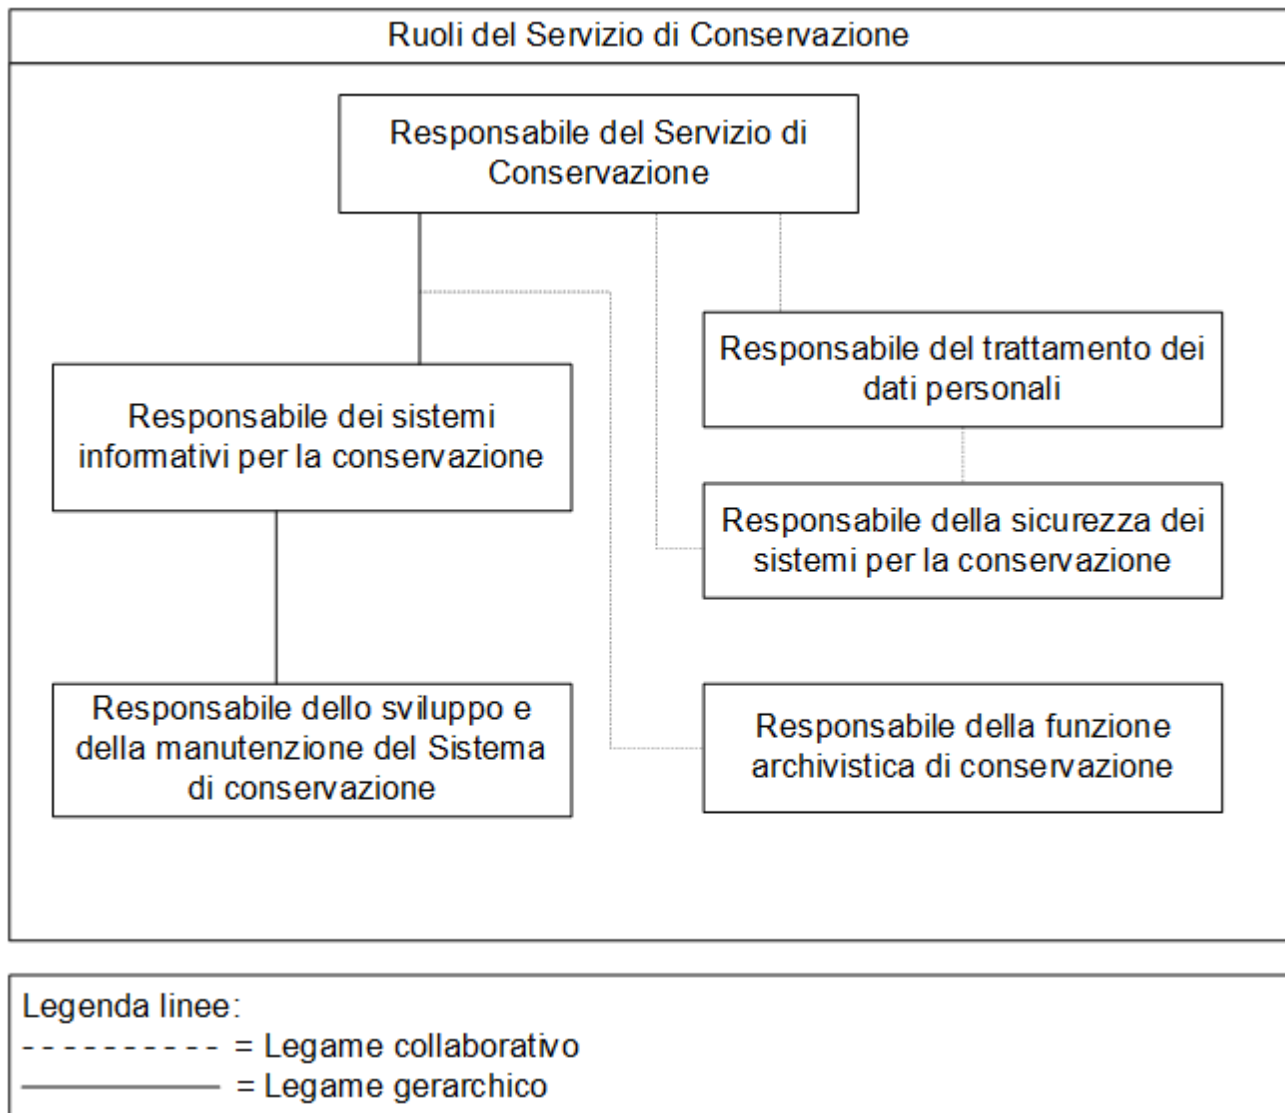 Ruoli del Servizio di Conservazione
Responsabile del Servizio di
Conservazione
Responsabile del trattamento dei
dati personali
Responsabile dei sistemi
informativi per la conservazione
Responsabile della sicurezza dei
sistemi per la conservazione
Responsabile dello sviluppo e
della manutenzione del Sistema
di conservazione
Responsabile della funzione
archivistica di conservazione
Legenda linee:
= Legame collaborativo
= Legame gerarchico